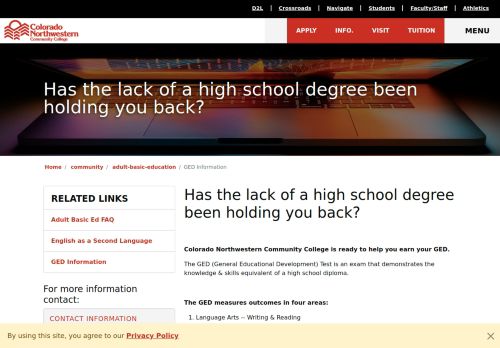 D2L | Crossroads | Navigate | Students | Faculty/Staff | Athletics
Colorado
Northwestern
Community College
APPLY INFO. VISIT TUITION MENU
Has the lack of a high school degree been
holding you back?
Home / community / adult-basic-education / GED Information
RELATED LINKS
Adult Basic Ed FAQ
English as a Second Language
GED Information
For more information
contact:
CONTACT INFORMATION
Has the lack of a high school degree
been holding you back?
Colorado Northwestern Community College is ready to help you earn your GED.
The GED (General Educational Development) Test is an exam that demonstrates the
knowledge & skills equivalent of a high school diploma.
The GED measures outcomes in four areas:
1. Language Arts -- Writing & Reading
By using this site, you agree to our Privacy Policy
×